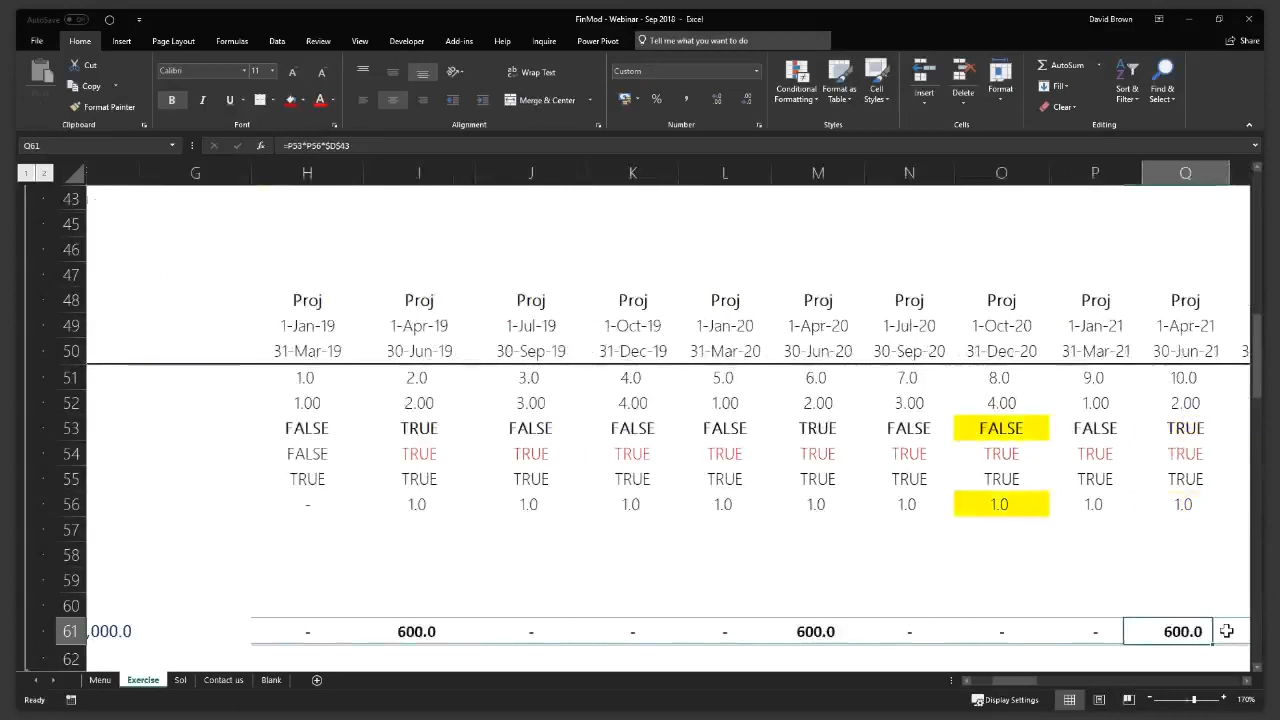 AutoSave Off FinMod - Webinar - Sep 2018 - Excel David Brown
File Home Insert Page Layout Formulas Data Review View Developer Add-ins Help Inquire Power Pivot Tell me what you want to do Share
Cut
Copy
Format Painter
Calibri 11
B I U A
Wrap Text
Merge & Center
Custom
%
Conditional Formatting
Format as Table
Cell Styles
Insert
Delete
Format
AutoSum
Fill
Clear
Sort & Filter
Find & Select
Clipboard Font Alignment Number Styles Cells Editing
Q61 fx =P53*P56*$D$43
1 2 G H I J K L M N O P Q
43
45
46
47
48 Proj Proj Proj Proj Proj Proj Proj Proj Proj Proj
49 1-Jan-19 1-Apr-19 1-Jul-19 1-Oct-19 1-Jan-20 1-Apr-20 1-Jul-20 1-Oct-20 1-Jan-21 1-Apr-21
50 31-Mar-19 30-Jun-19 30-Sep-19 31-Dec-19 31-Mar-20 30-Jun-20 30-Sep-20 31-Dec-20 31-Mar-21 30-Jun-21 3
51 1.0 2.0 3.0 4.0 5.0 6.0 7.0 8.0 9.0 10.0
52 1.00 2.00 3.00 4.00 1.00 2.00 3.00 4.00 1.00 2.00
53 FALSE TRUE FALSE FALSE FALSE TRUE FALSE FALSE FALSE TRUE
54 FALSE TRUE TRUE TRUE TRUE TRUE TRUE TRUE TRUE TRUE
55 TRUE TRUE TRUE TRUE TRUE TRUE TRUE TRUE TRUE TRUE
56 - 1.0 1.0 1.0 1.0 1.0 1.0 1.0 1.0 1.0
57
58
59
60
61 ,000.0 - 600.0 - - - 600.0 - - - 600.0
62
Menu Exercise Sol Contact us Blank
Ready Display Settings 170%